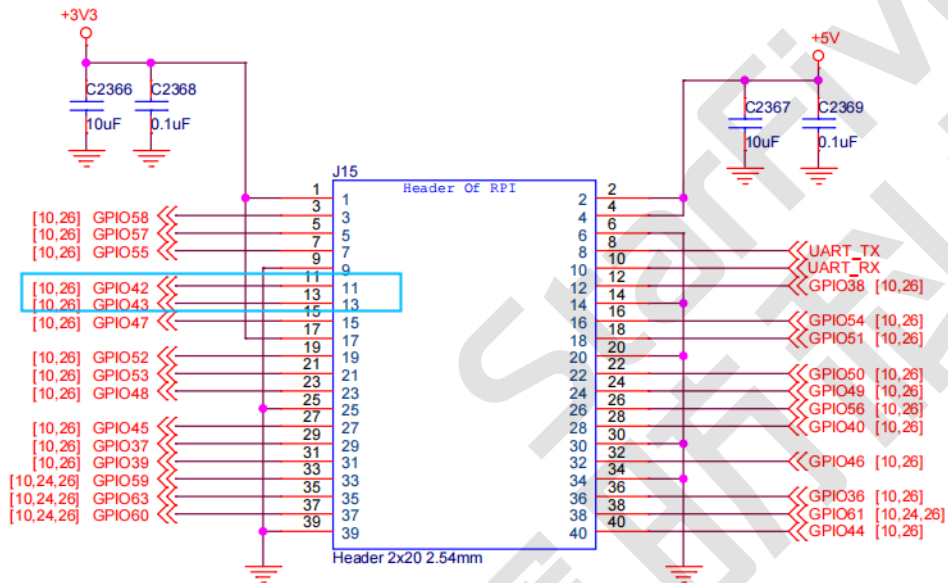 +3V3
+5V
C2366
C2368
10uF
0.1uF
C2367
C2369
10uF
0.1uF
J15
Header Of RPI
1 1 2 2
3 3 4 4
[10,26] GPIO58
5 5 6 6
[10,26] GPIO57
7 7 8 8
[10,26] GPIO55 UART_TX
9 9 10 10
UART_RX
11 11 12 12
[10,26] GPIO42 GPIO38 [10,26]
13 13 14 14
[10,26] GPIO43
15 15 16 16
[10,26] GPIO47 GPIO54 [10,26]
17 17 18 18
GPIO51 [10,26]
19 19 20 20
[10,26] GPIO52
21 21 22 22
[10,26] GPIO53 GPIO50 [10,26]
23 23 24 24
[10,26] GPIO48 GPIO49 [10,26]
25 25 26 26
GPIO56 [10,26]
27 27 28 28
[10,26] GPIO45 GPIO40 [10,26]
29 29 30 30
[10,26] GPIO37
31 31 32 32
[10,26] GPIO39 GPIO46 [10,26]
33 33 34 34
[10,24,26] GPIO59
35 35 36 36
[10,24,26] GPIO63 GPIO36 [10,26]
37 37 38 38
[10,24,26] GPIO60 GPIO61 [10,24,26]
39 39 40 40
GPIO44 [10,26]
Header 2x20 2.54mm
StarFive